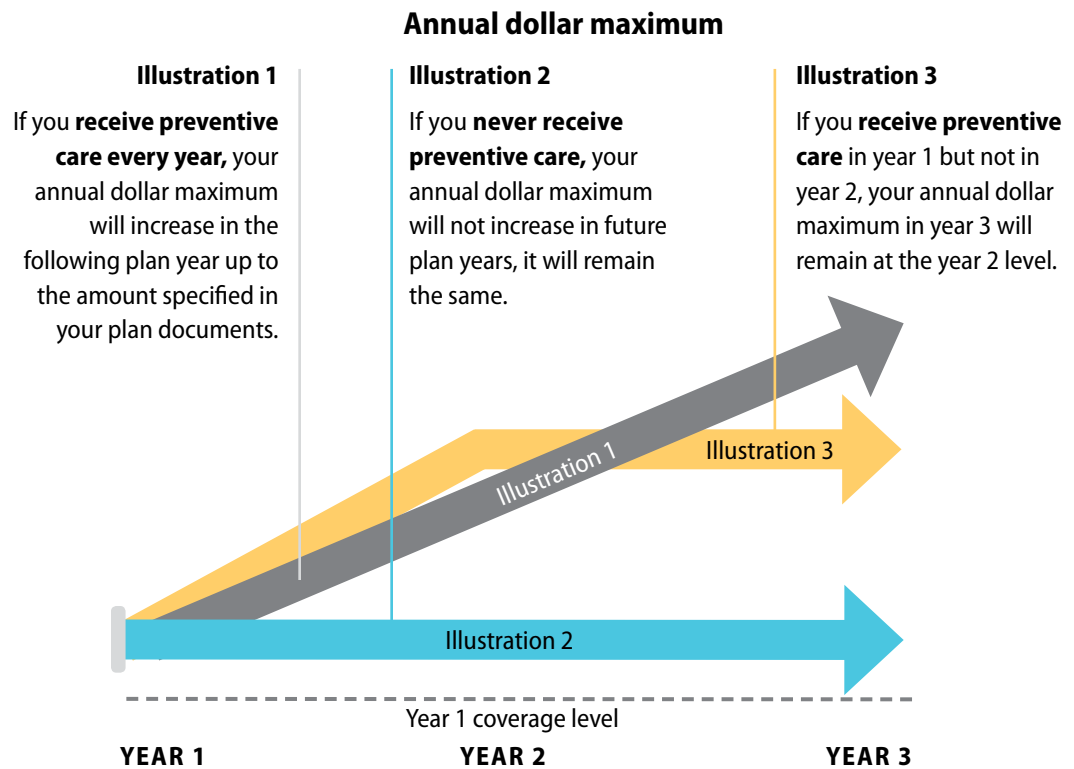 Annual dollar maximum
Illustration 1
If you receive preventive
care every year, your
annual dollar maximum
will increase in the
following plan year up to
the amount specified in
your plan documents.
Illustration 2
If you never receive
preventive care, your
annual dollar maximum
will not increase in future
plan years, it will remain
the same.
Illustration 3
If you receive preventive
care in year 1 but not in
year 2, your annual dollar
maximum in year 3 will
remain at the year 2 level.
Illustration 1
Illustration 3
Illustration 2
Year 1 coverage level
YEAR 1
YEAR 2
YEAR 3